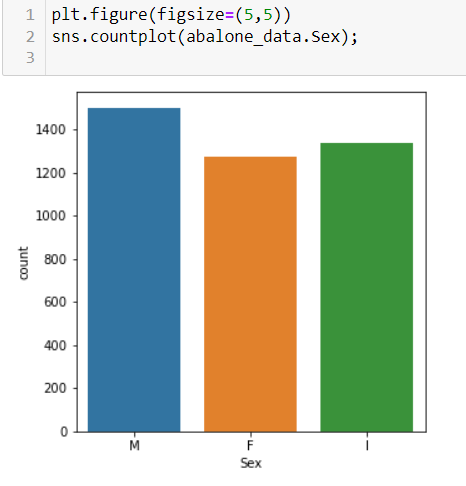 1 plt.figure(figsize=(5,5))
2 sns.countplot(abalone_data.Sex);
3
1400
1200
1000
800
600
400
200
0
count
M F I
Sex